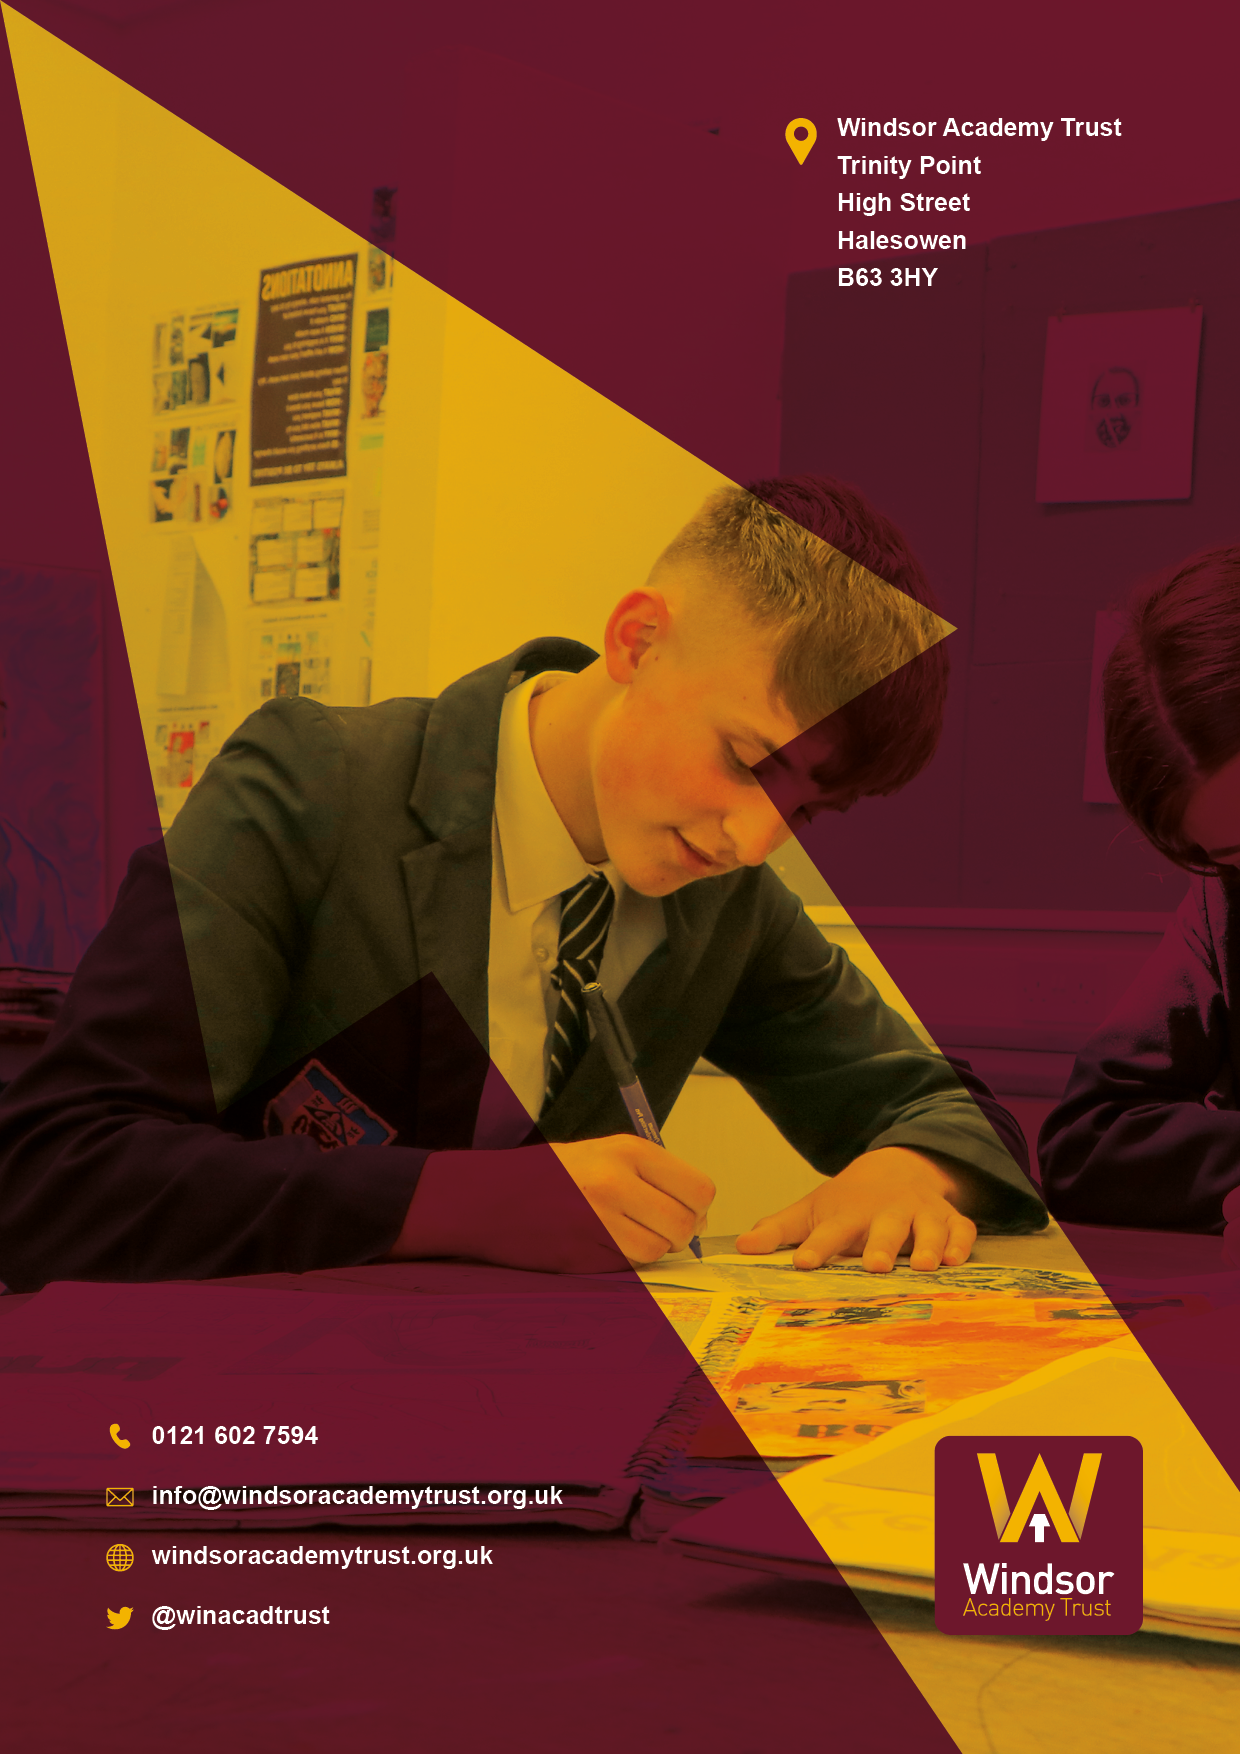 Windsor Academy Trust
Trinity Point
High Street
Halesowen
B63 3HY
ANNOTATIONS
0121 602 7594
info@windsoracademytrust.org.uk
windsoracademytrust.org.uk
@winacadtrust
Windsor
Academy Trust